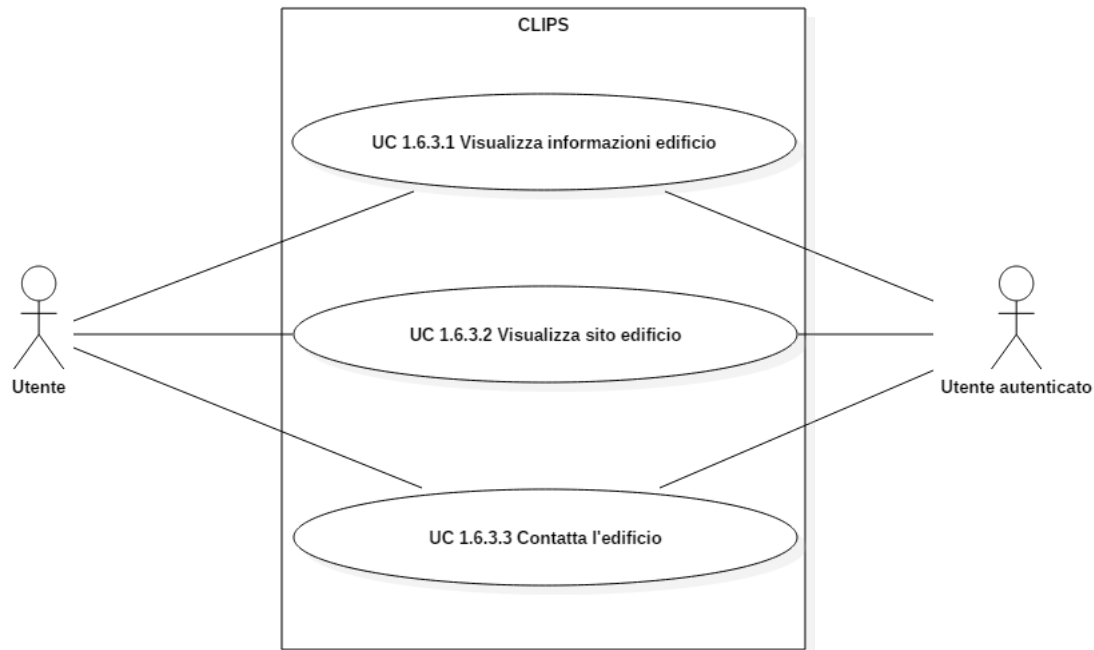 CLIPS
UC 1.6.3.1 Visualizza informazioni edificio
UC 1.6.3.2 Visualizza sito edificio
Utente
Utente autenticato
UC 1.6.3.3 Contatta l'edificio